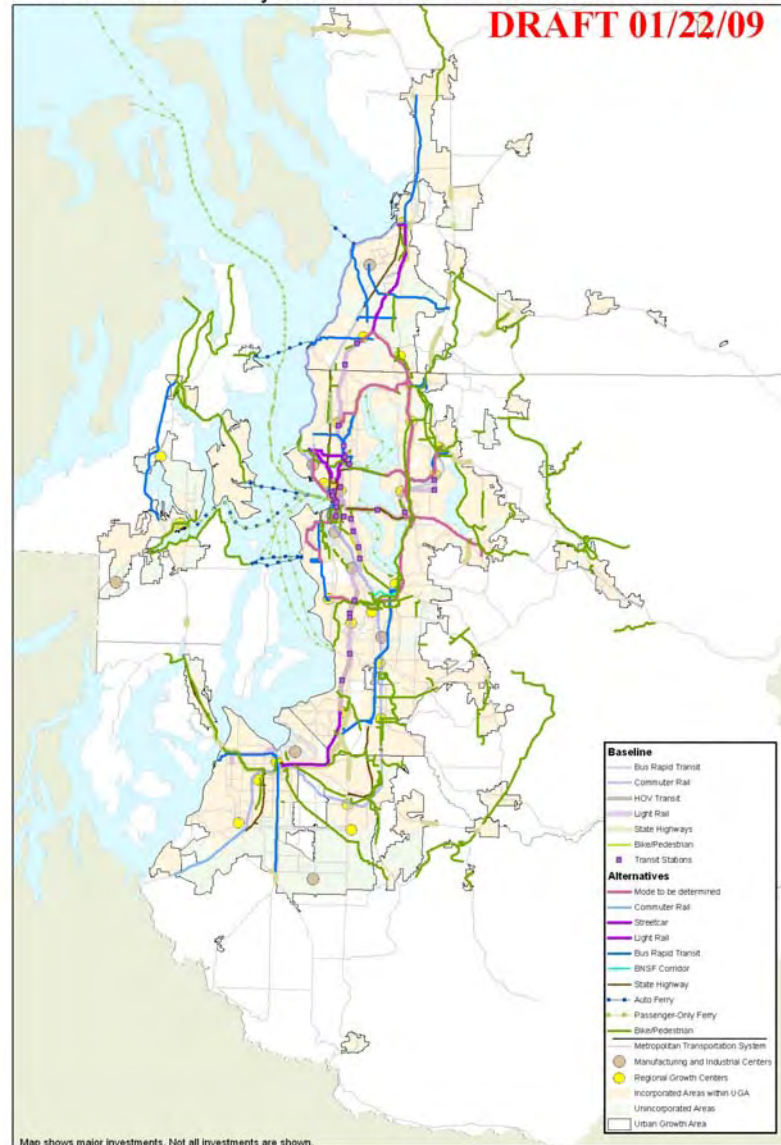 DRAFT 01/22/09
Baseline
Bus Rapid Transit
Commuter Rail
HOV Transit
Light Rail
State Highways
Bike/Pedestrian
Transit Stations
Alternatives
Mode to be determined
Commuter Rail
Streetcar
Light Rail
Bus Rapid Transit
BNSF Corridor
State Highway
Auto Ferry
Passenger-Only Ferry
Bike/Pedestrian
Metropolitan Transportation System
Manufacturing and Industrial Centers
Regional Growth Centers
Incorporated Areas within UGA
Unincorporated Areas
Urban Growth Area
Map shows major investments. Not all investments are shown.